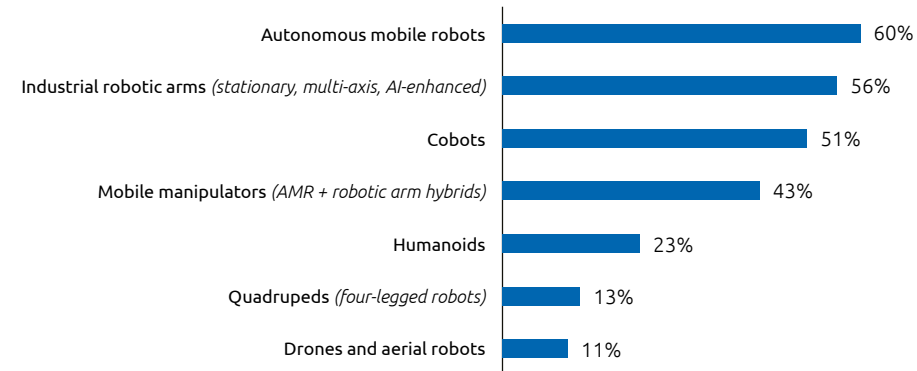 Autonomous mobile robots 60%
Industrial robotic arms (stationary, multi-axis, AI-enhanced) 56%
Cobots 51%
Mobile manipulators (AMR + robotic arm hybrids) 43%
Humanoids 23%
Quadrupeds (four-legged robots) 13%
Drones and aerial robots 11%